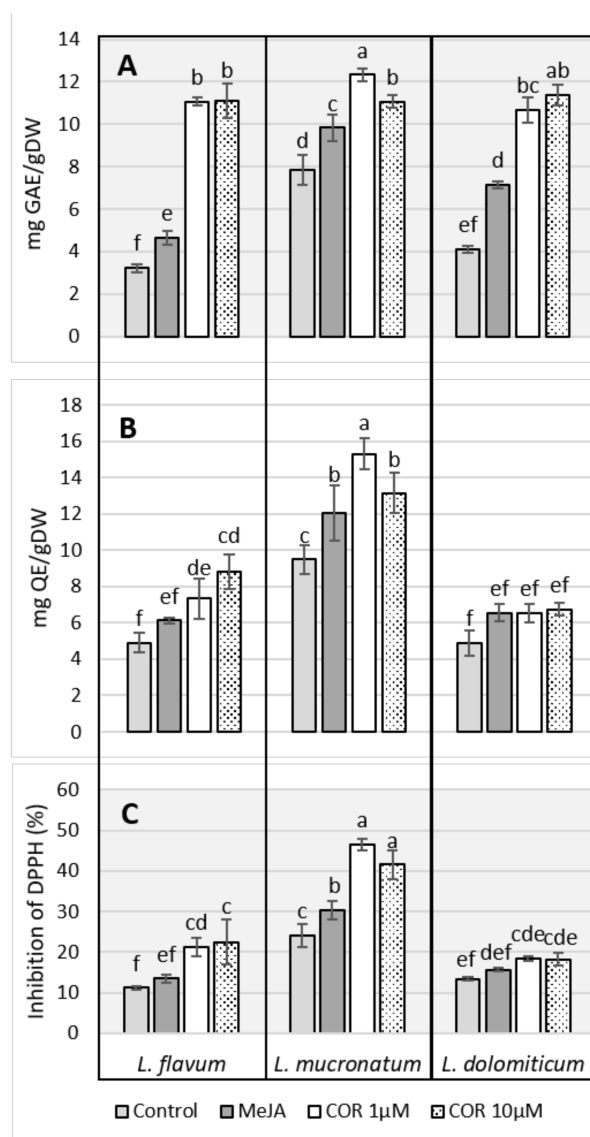 A
mg GAE/gDW
14
12
10
8
6
4
2
0
f e b b
d c a b
ef d bc ab
B
mg QE/gDW
18
16
14
12
10
8
6
4
2
0
f ef de cd
c b a b
f ef ef ef
C
Inhibition of DPPH (%)
60
50
40
30
20
10
0
f ef cd c
c b a a
ef def cde cde
L. flavum L. mucronatum L. dolomiticum
Control MeJA COR 1µM COR 10µM